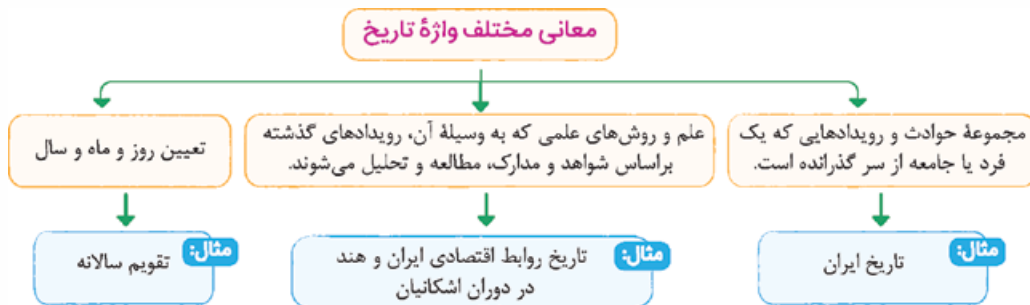 معانی مختلف واژهٔ تاریخ
مجموعهٔ حوادث و رویدادهایی که یک
فرد یا جامعه از سر گذرانده است.
علم و روش‌های علمی که به وسیلهٔ آن، رویدادهای گذشته
براساس شواهد و مدارک، مطالعه و تحلیل می‌شوند.
تعیین روز و ماه و سال
مثال:
تاریخ ایران
مثال:
تاریخ روابط اقتصادی ایران و هند
در دوران اشکانیان
مثال:
تقویم سالانه